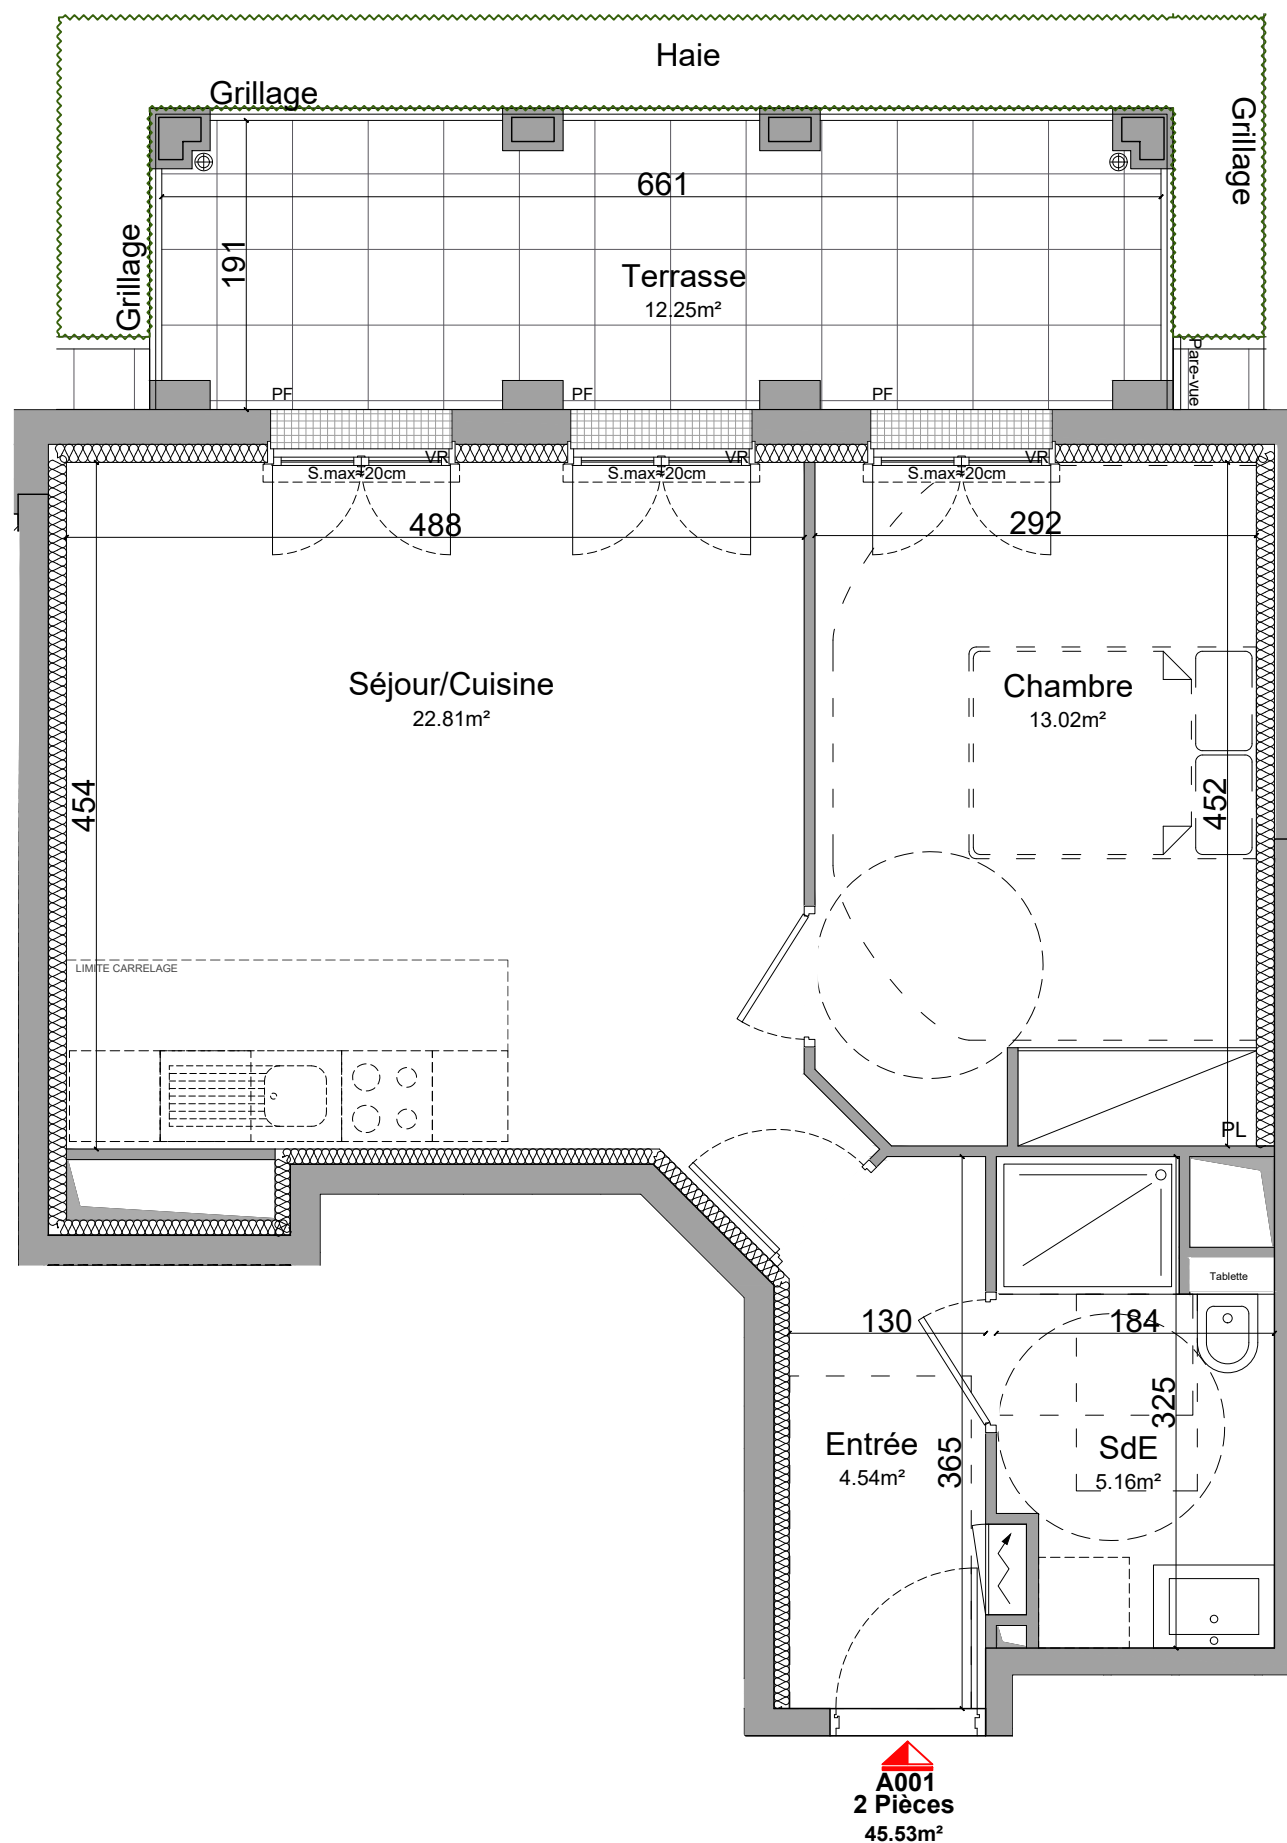 Haie
Grillage
Grillage
Grillage
661
191
Terrasse
12.25m²
Pare-vue
PF
PF
PF
VR
VR
VR
S.max=20cm
S.max=20cm
S.max=20cm
488
292
Séjour/Cuisine
22.81m²
Chambre
13.02m²
454
452
LIMITE CARRELAGE
PL
Tablette
130
184
325
Entrée
4.54m²
365
SdE
5.16m²
A001
2 Pièces
45.53m²